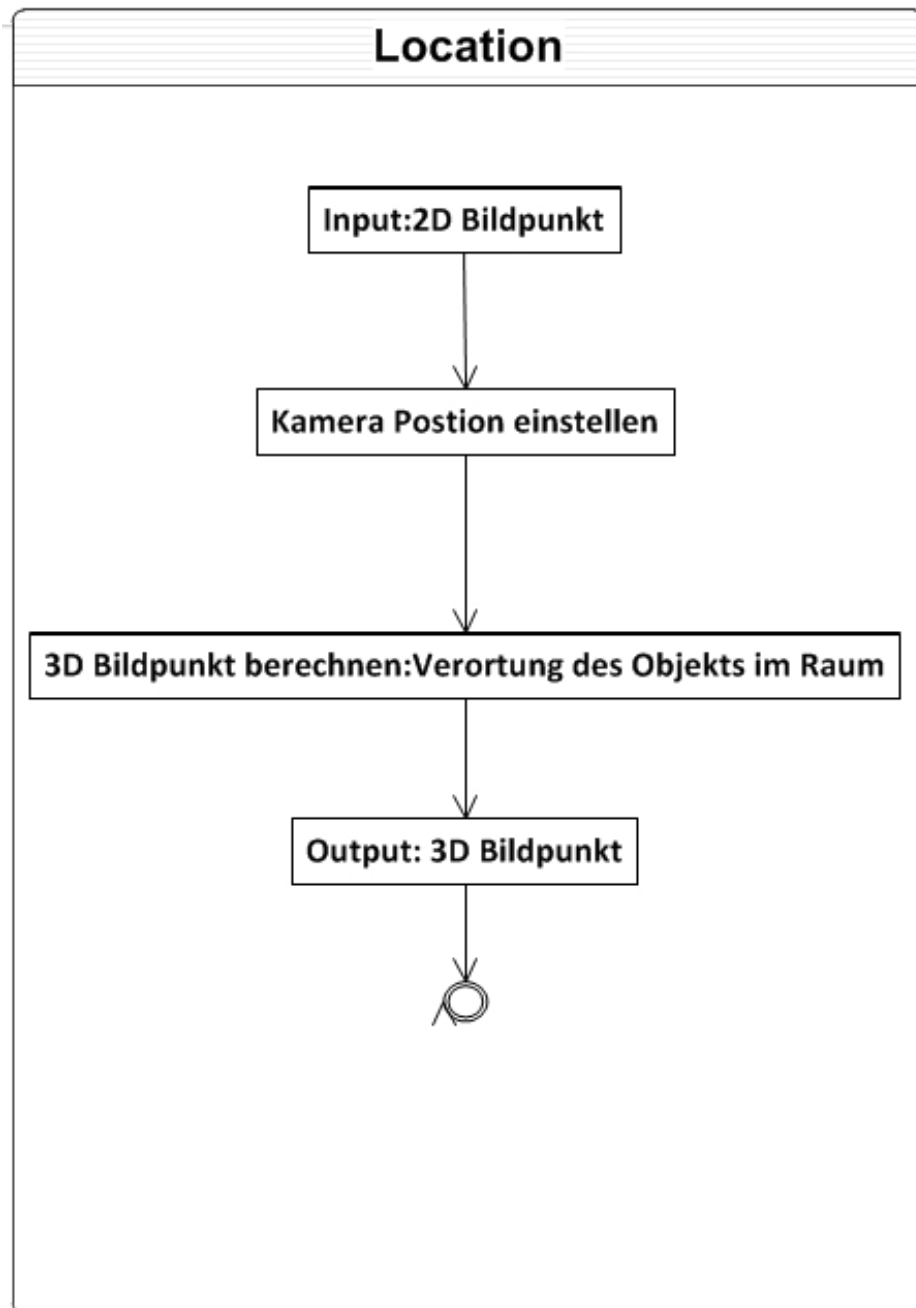 Location
Input:2D Bildpunkt
Kamera Postion einstellen
3D Bildpunkt berechnen:Verortung des Objekts im Raum
Output: 3D Bildpunkt